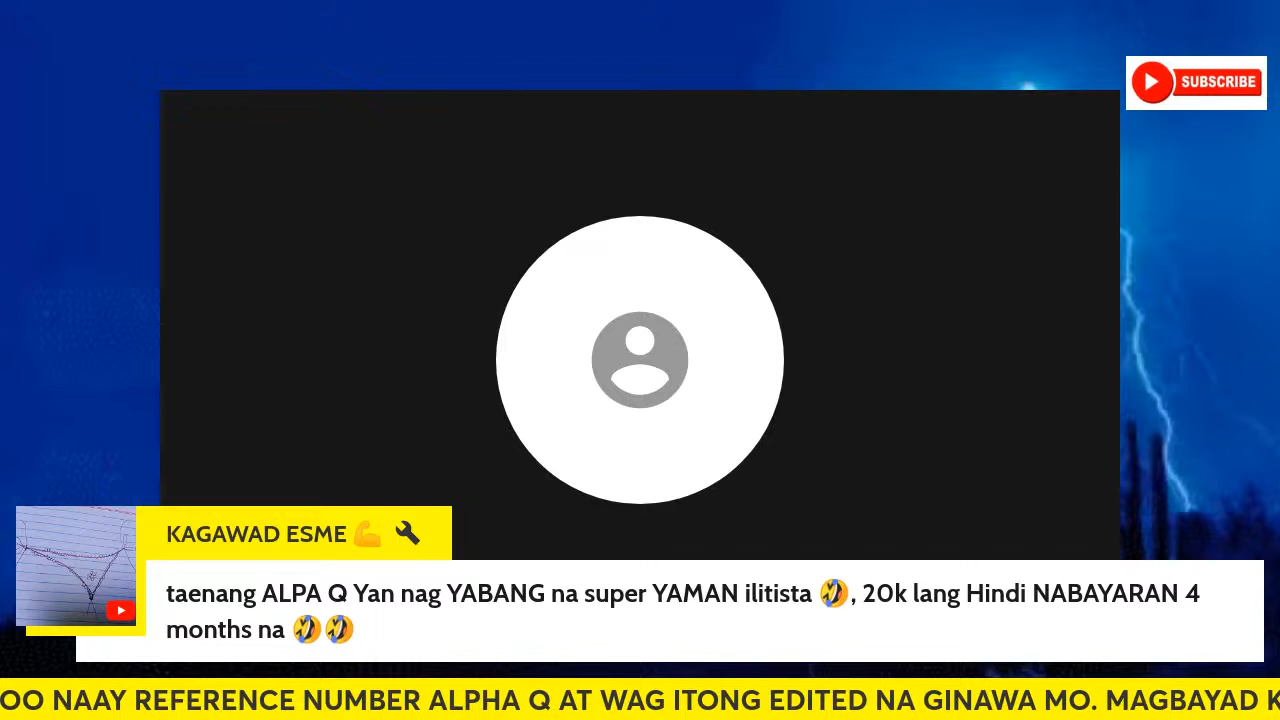 SUBSCRIBE
KAGAWAD ESME 💪 🔧
taenang ALPA Q Yan nag YABANG na super YAMAN ilitista 🤣, 20k lang Hindi NABAYARAN 4
months na 🤣🤣
OO NAAY REFERENCE NUMBER ALPHA Q AT WAG ITONG EDITED NA GINAWA MO. MAGBAYAD K